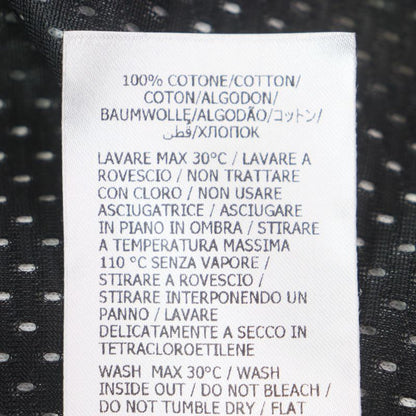 100% COTONE/COTTON/
COTON/ALGODON/
BAUMWOLLE/ALGODÃO/コットン/
قطن/ХЛОПОК
LAVARE MAX 30°C / LAVARE A
ROVESCIO / NON TRATTARE
CON CLORO / NON USARE
ASCIUGATRICE / ASCIUGARE
IN PIANO IN OMBRA / STIRARE
A TEMPERATURA MASSIMA
110 °C SENZA VAPORE /
STIRARE A ROVESCIO /
STIRARE INTERPONENDO UN
PANNO / LAVARE
DELICATAMENTE A SECCO IN
TETRACLOROETILENE
WASH MAX 30°C / WASH
INSIDE OUT / DO NOT BLEACH /
DO NOT TUMBLE DRY / FLAT